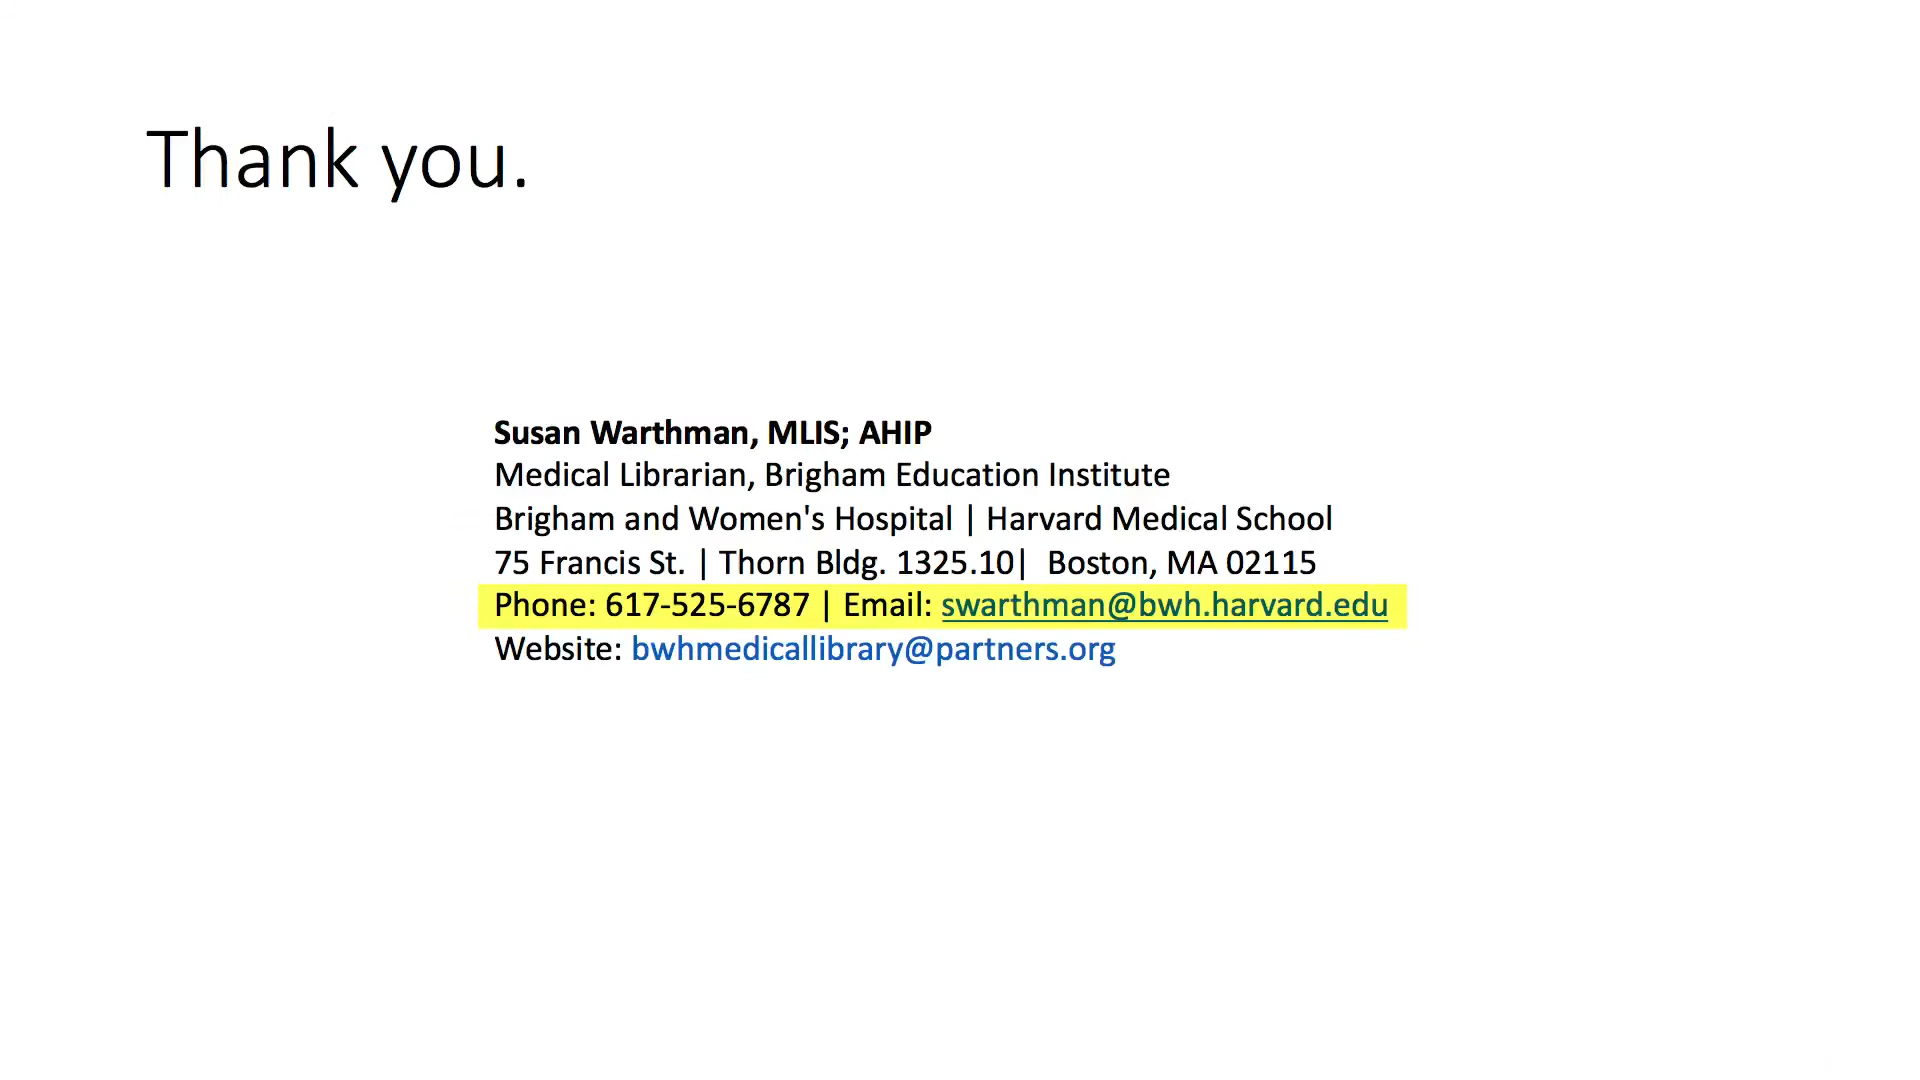 Thank you.
Susan Warthman, MLIS; AHIP
Medical Librarian, Brigham Education Institute
Brigham and Women's Hospital | Harvard Medical School
75 Francis St. | Thorn Bldg. 1325.10|  Boston, MA 02115
Phone: 617-525-6787 | Email: swarthman@bwh.harvard.edu
Website: bwhmedicallibrary@partners.org